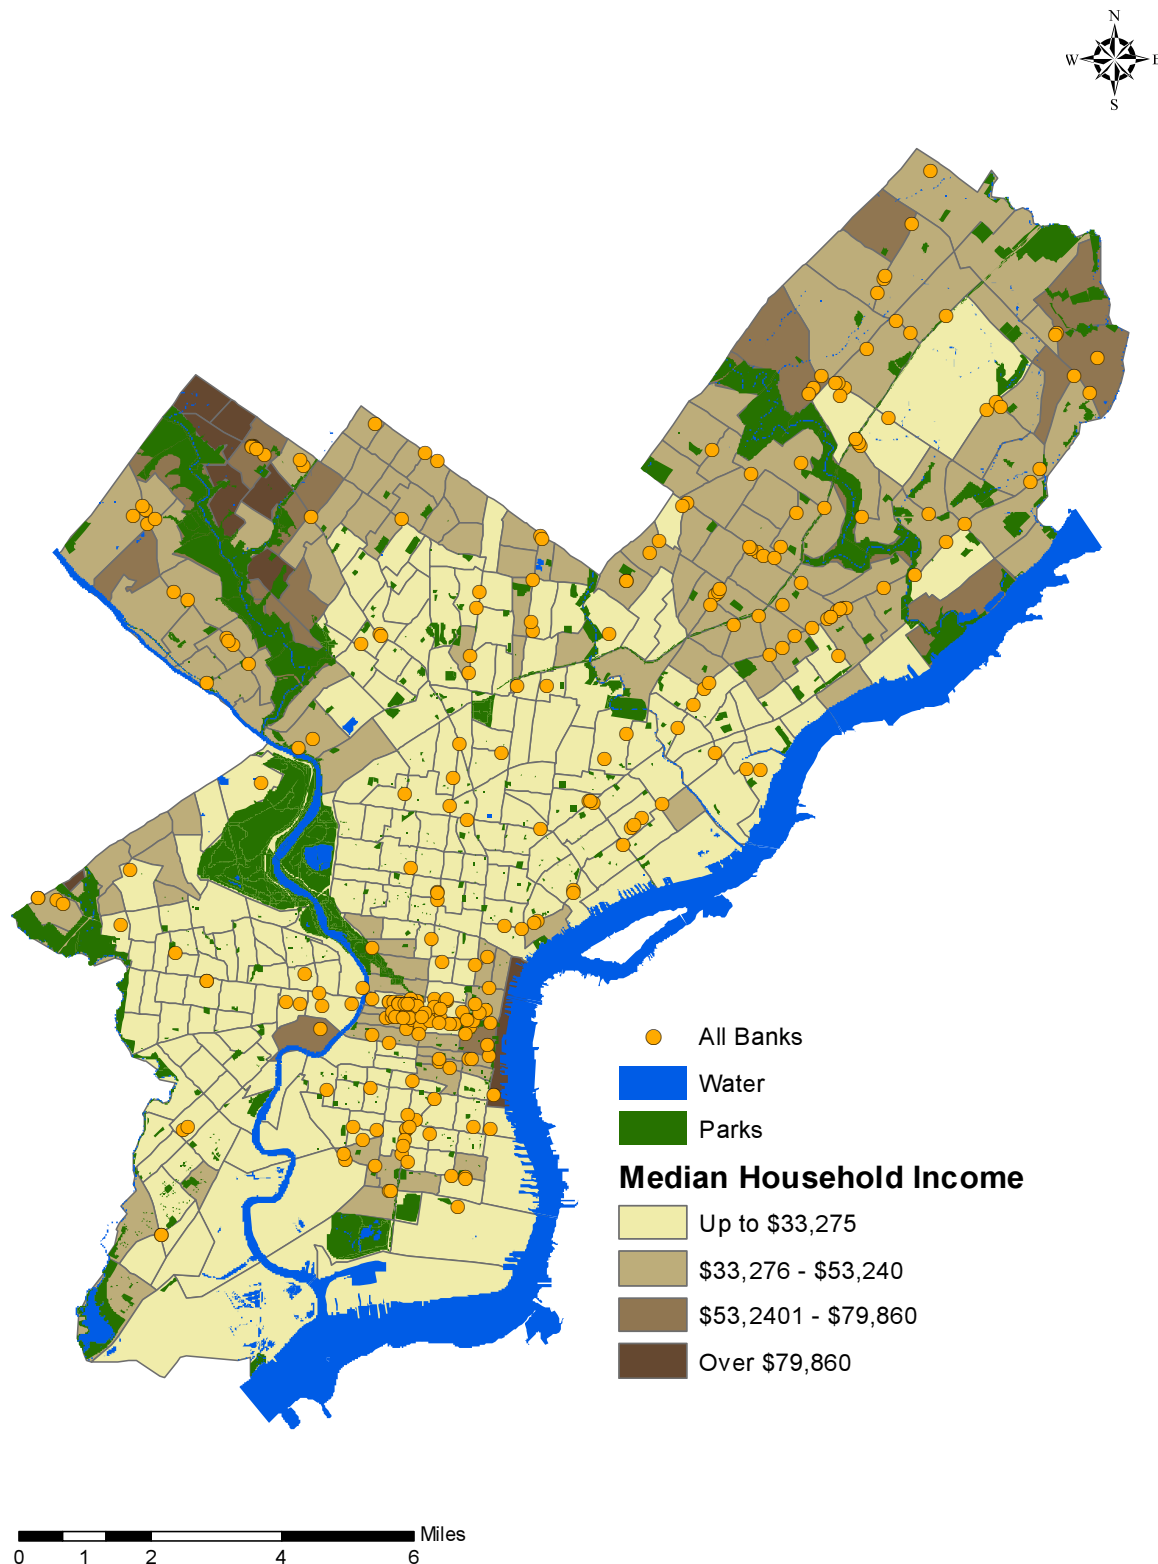 N
W E
S
All Banks
Water
Parks
Median Household Income
Up to $33,275
$33,276 - $53,240
$53,2401 - $79,860
Over $79,860
Miles
0 1 2 4 6